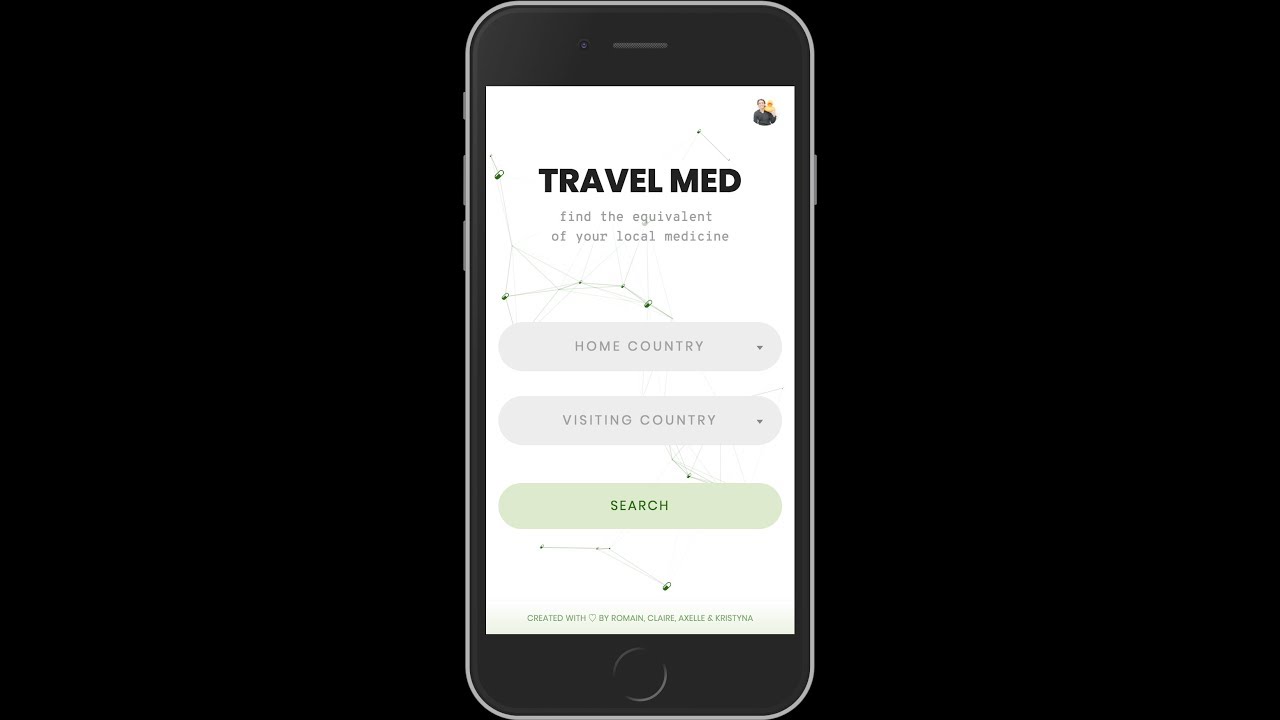 TRAVEL MED
find the equivalent
of your local medicine
HOME COUNTRY
VISITING COUNTRY
SEARCH
CREATED WITH ♡ BY ROMAIN, CLAIRE, AXELLE & KRISTYNA